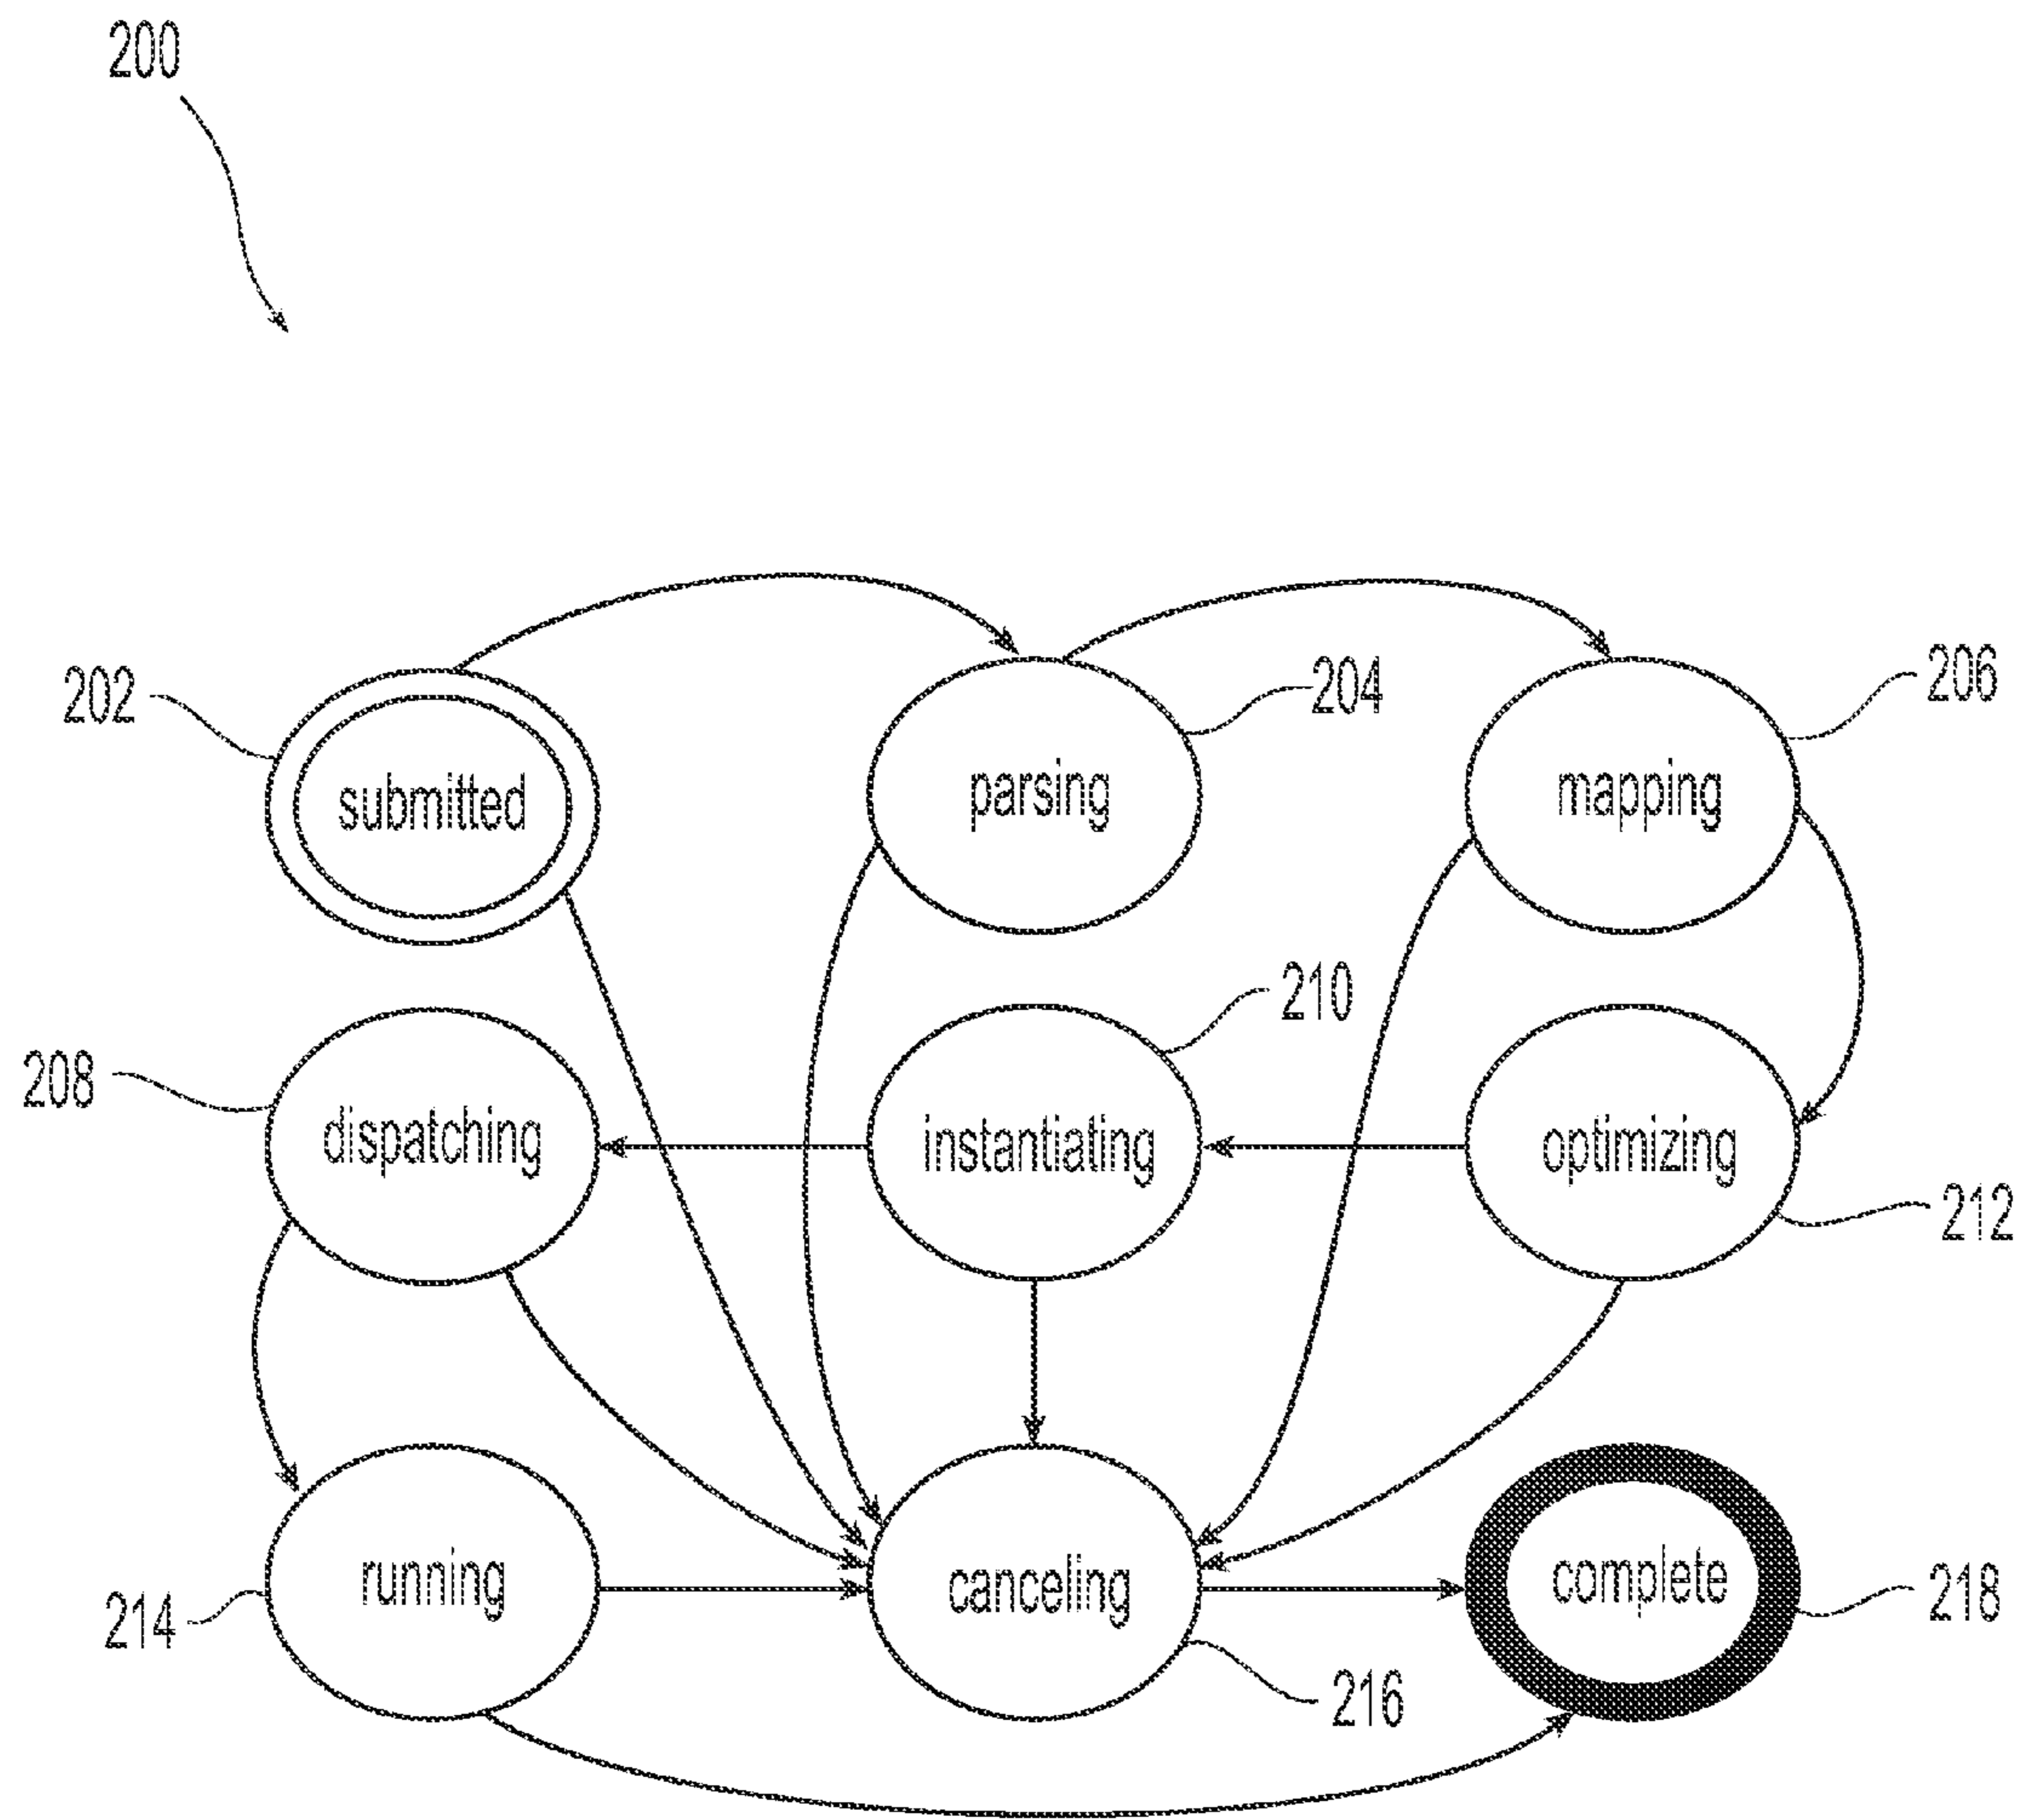 200
202
204
206
submitted
parsing
mapping
210
208
dispatching
instantiating
optimizing
212
running
canceling
complete
214
216
218